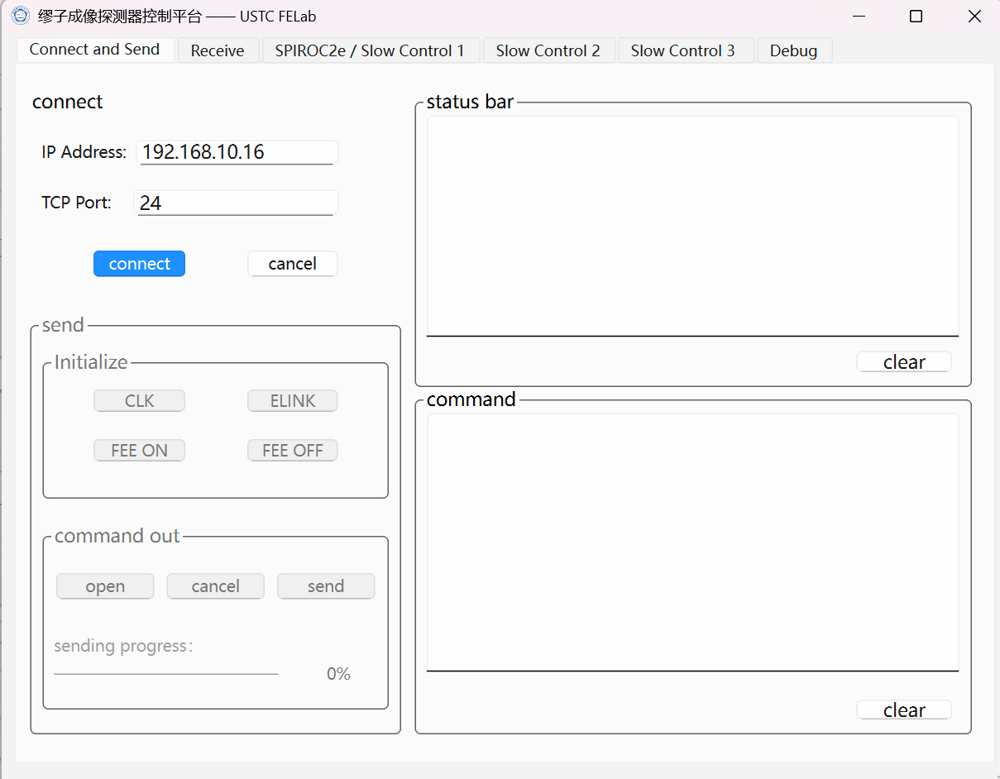 缪子成像探测器控制平台 —— USTC FELab
Connect and Send
Receive
SPIROC2e / Slow Control 1
Slow Control 2
Slow Control 3
Debug
connect
IP Address:
192.168.10.16
TCP Port:
24
connect
cancel
send
Initialize
CLK
ELINK
FEE ON
FEE OFF
command out
open
cancel
send
sending progress：
0%
status bar
clear
command
clear